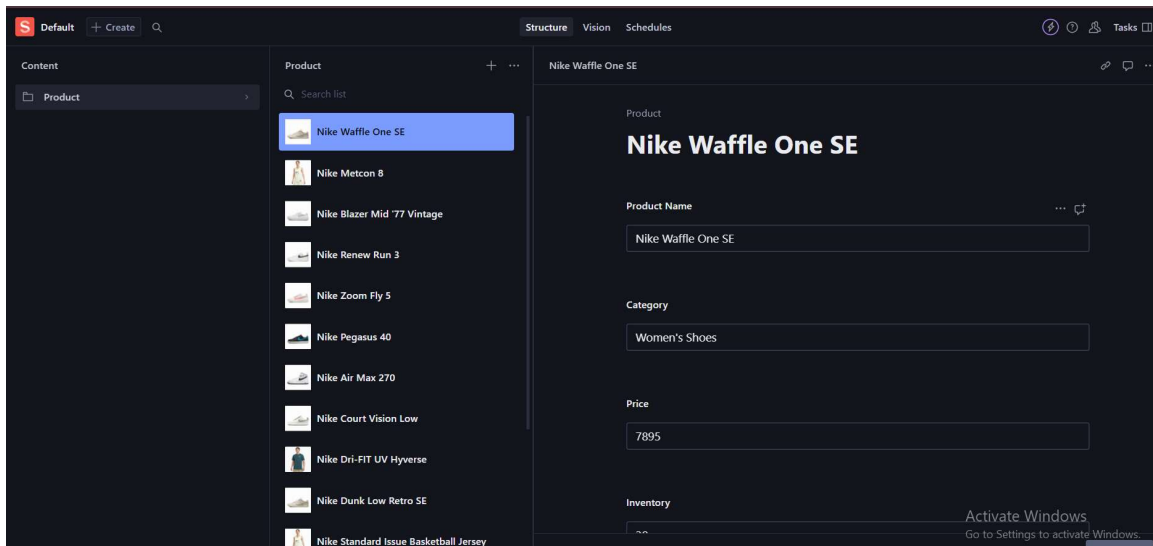 S Default + Create Structure Vision Schedules Tasks
Content
Product
Product
Search list
Nike Waffle One SE
Nike Metcon 8
Nike Blazer Mid '77 Vintage
Nike Renew Run 3
Nike Zoom Fly 5
Nike Pegasus 40
Nike Air Max 270
Nike Court Vision Low
Nike Dri-FIT UV Hyverse
Nike Dunk Low Retro SE
Nike Standard Issue Basketball Jersey
Nike Waffle One SE
Product
Nike Waffle One SE
Product Name
Nike Waffle One SE
Category
Women's Shoes
Price
7895
Inventory
Activate Windows
Go to Settings to activate Windows.